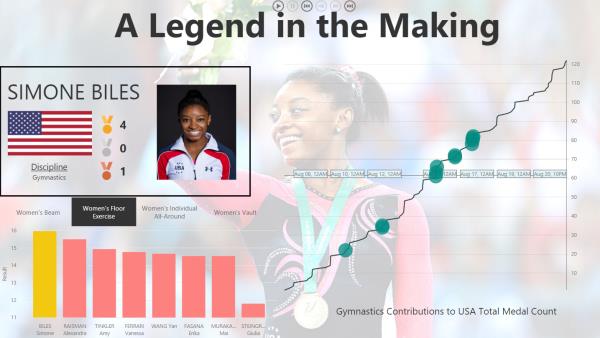 A Legend in the Making
SIMONE BILES
4
0
1
Discipline
Gymnastics
Women's Beam
Women's Floor
Exercise
Women's Individual
All-Around
Women's Vault
Result
16
15
14
13
12
11
BILES
Simone
RAISMAN
Alexandra
TINKLER
Amy
FERRARI
Vanessa
WANG Yan
FASANA
Erika
MURAKA...
Mai
STEINGR...
Giulia
120
110
100
90
80
70
60
50
40
30
20
10
Aug 08, 12AM
Aug 10, 12AM
Aug 12, 12AM
12AM
Aug 17, 12AM
Aug 19, 12AM
Gymnastics Contributions to USA Total Medal Count